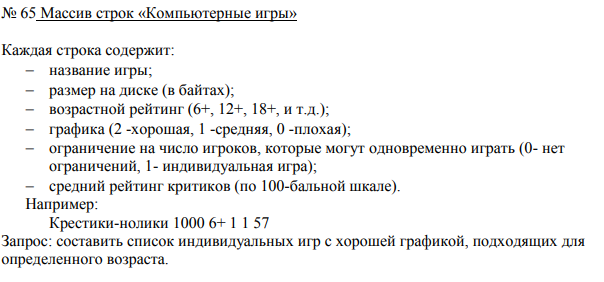 № 65 Массив строк «Компьютерные игры»
Каждая строка содержит:
– название игры;
– размер на диске (в байтах);
– возрастной рейтинг (6+, 12+, 18+, и т.д.);
– графика (2 -хорошая, 1 -средняя, 0 -плохая);
– ограничение на число игроков, которые могут одновременно играть (0- нет
ограничений, 1- индивидуальная игра);
– средний рейтинг критиков (по 100-бальной шкале).
Например:
Крестики-нолики 1000 6+ 1 1 57
Запрос: составить список индивидуальных игр с хорошей графикой, подходящих для
определенного возраста.